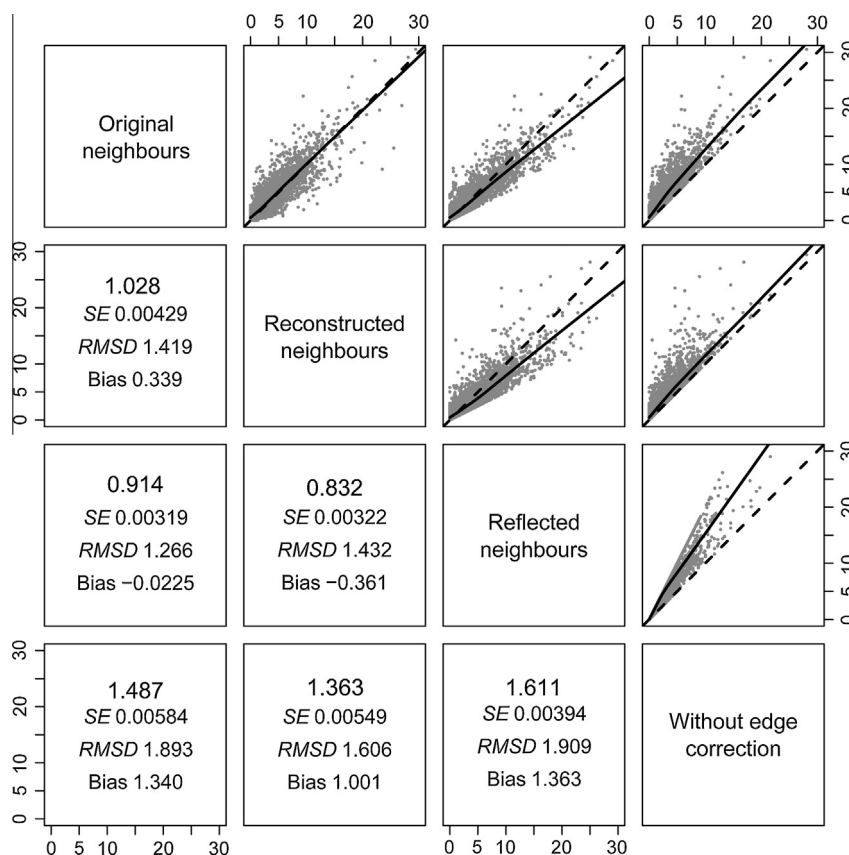 0 5 10 20 30
0 5 10 20 30
Original
neighbours
0 5 10 20 30
0 5 10 20 30
1.028
SE 0.00429
RMSD 1.419
Bias 0.339
Reconstructed
neighbours
0.914
SE 0.00319
RMSD 1.266
Bias −0.0225
0.832
SE 0.00322
RMSD 1.432
Bias −0.361
Reflected
neighbours
0 5 10 20 30
0 5 10 20 30
1.487
SE 0.00584
RMSD 1.893
Bias 1.340
1.363
SE 0.00549
RMSD 1.606
Bias 1.001
1.611
SE 0.00394
RMSD 1.909
Bias 1.363
Without edge
correction
0 5 10 20 30
0 5 10 20 30